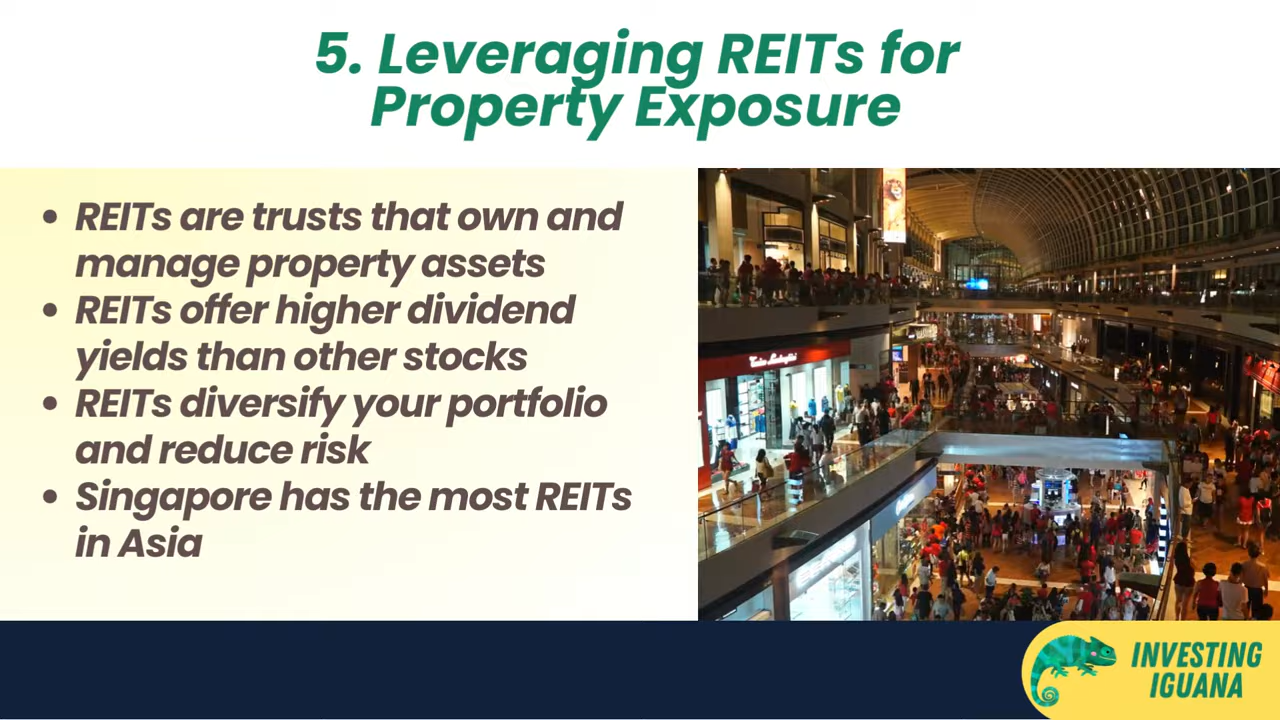 5. Leveraging REITs for
Property Exposure
• REITs are trusts that own and
manage property assets
• REITs offer higher dividend
yields than other stocks
• REITs diversify your portfolio
and reduce risk
• Singapore has the most REITs
in Asia
INVESTING
IGUANA